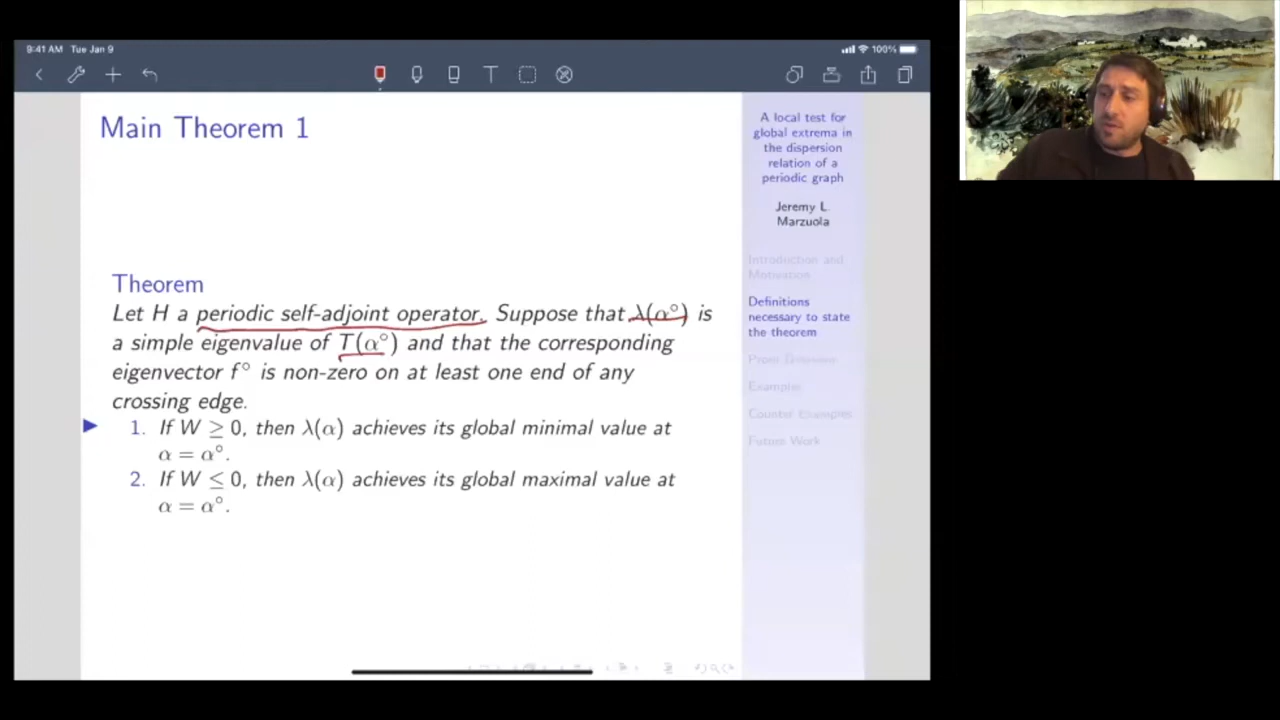 9:41 AM Tue Jan 9
100%
Main Theorem 1
Theorem
Let H a periodic self-adjoint operator. Suppose that λ(α°) is
a simple eigenvalue of T(α°) and that the corresponding
eigenvector f° is non-zero on at least one end of any
crossing edge.
1. If W ≥ 0, then λ(α) achieves its global minimal value at
α = α°.
2. If W ≤ 0, then λ(α) achieves its global maximal value at
α = α°.
A local test for
global extrema in
the dispersion
relation of a
periodic graph
Jeremy L.
Marzuola
Introduction and
Motivation
Definitions
necessary to state
the theorem
Examples
Counter Examples
Future Work